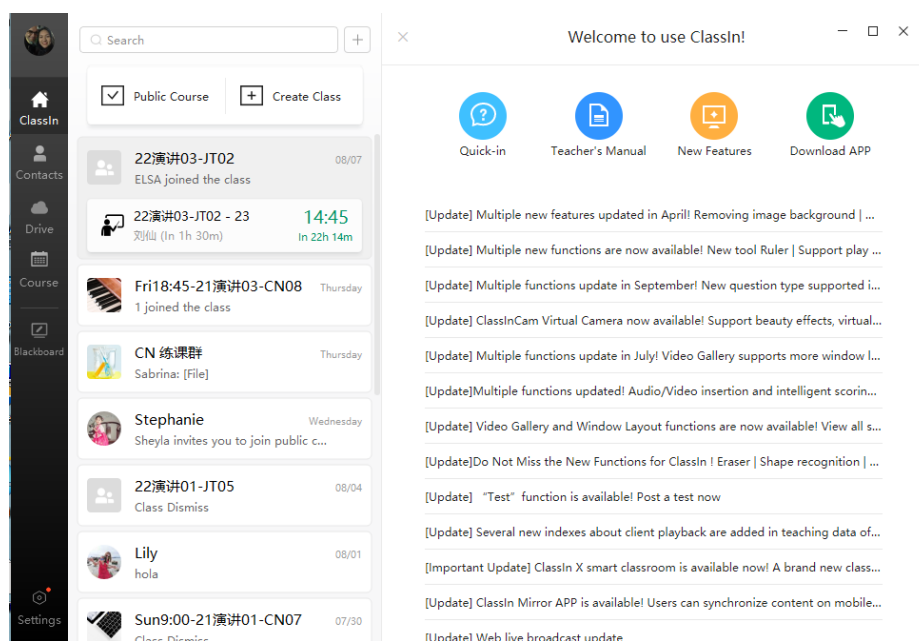 ClassIn
Contacts
Drive
Course
Blackboard
Settings
Search
Public Course
Create Class
22演讲03-JT02
08/07
ELSA joined the class
22演讲03-JT02 - 23
14:45
刘仙 (In 1h 30m)
In 22h 14m
Fri18:45-21演讲03-CN08
Thursday
1 joined the class
CN 练课群
Thursday
Sabrina: [File]
Stephanie
Wednesday
Sheyla invites you to join public c...
22演讲01-JT05
08/04
Class Dismiss
Lily
08/01
hola
Sun9:00-21演讲01-CN07
07/30
Class Dismiss
Welcome to use ClassIn!
Quick-in
Teacher's Manual
New Features
Download APP
[Update] Multiple new features updated in April! Removing image background | ...
[Update] Multiple new functions are now available! New tool Ruler | Support play ...
[Update] Multiple functions update in September! New question type supported i...
[Update] ClassInCam Virtual Camera now available! Support beauty effects, virtual...
[Update] Multiple functions update in July! Video Gallery supports more window l...
[Update]Multiple functions updated! Audio/Video insertion and intelligent scorin...
[Update] Video Gallery and Window Layout functions are now available! View all s...
[Update]Do Not Miss the New Functions for ClassIn ! Eraser | Shape recognition | ...
[Update] “Test” function is available! Post a test now
[Update] Several new indexes about client playback are added in teaching data of...
[Important Update] ClassIn X smart classroom is available now! A brand new class...
[Update] ClassIn Mirror APP is available! Users can synchronize content on mobile...
[Update] Web live broadcast update